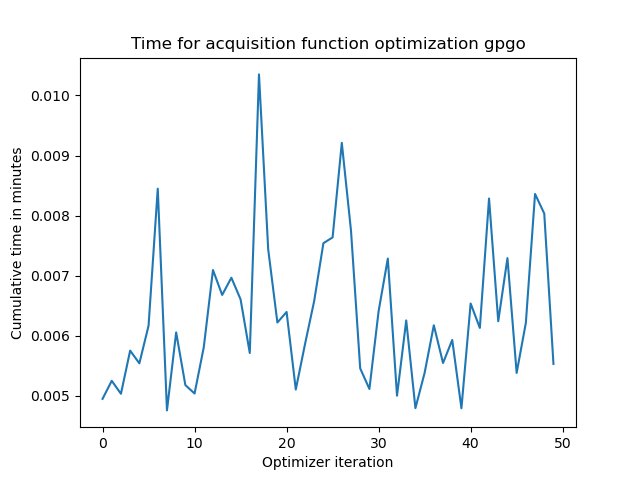 Time for acquisition function optimization gpgo
0.010
0.009
0.008
0.007
0.006
0.005
Cumulative time in minutes
0 10 20 30 40 50
Optimizer iteration